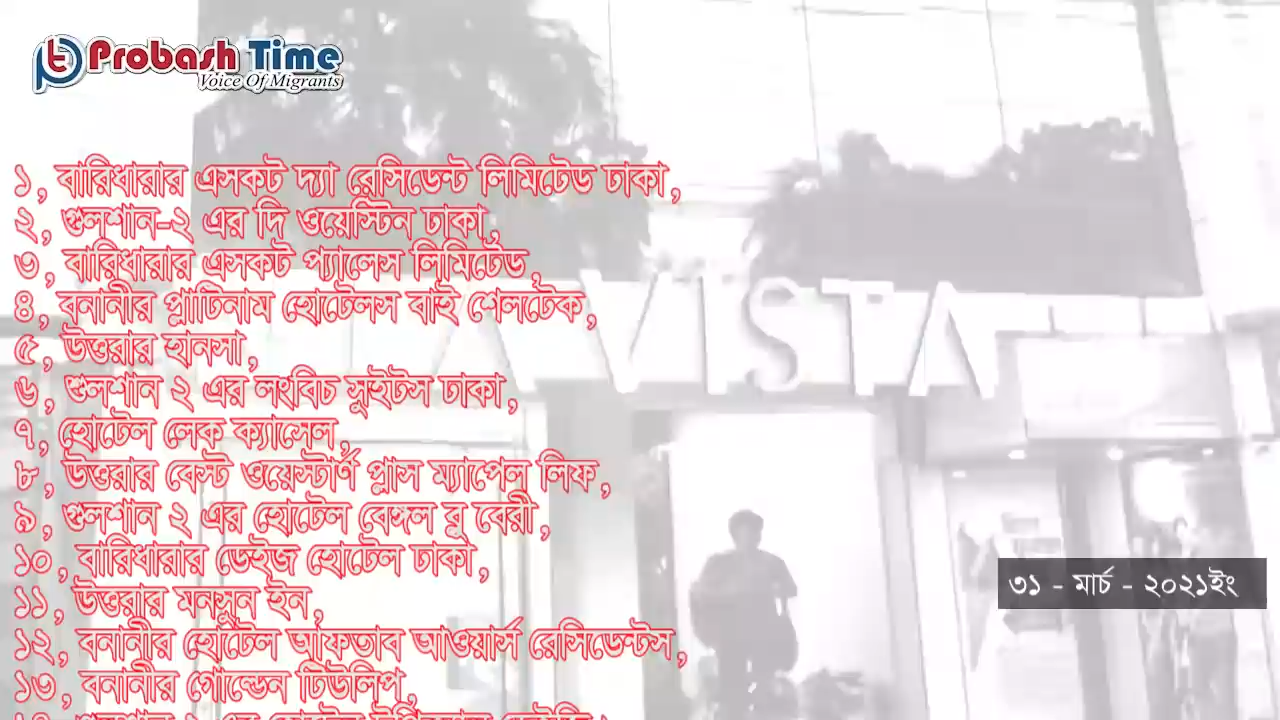 Probash Time
Voice Of Migrants
১, বারিধারার এসকট দ্যা রেসিডেন্ট লিমিটেড ঢাকা,
২, গুলশান-২ এর দি ওয়েস্টিন ঢাকা,
৩, বারিধারার এসকট প্যালেস লিমিটেড,
৪, বনানীর প্লাটিনাম হোটেলস বাই শেলটেক,
VISTA
৫, উত্তরার হানসা,
৬, গুলশান ২ এর লংবিচ সুইটস ঢাকা,
৭, হোটেল লেক ক্যাসেল,
৮, উত্তরার বেস্ট ওয়েস্টার্ণ প্লাস ম্যাপেল লিফ,
৯, গুলশান ২ এর হোটেল বেঙ্গল ব্লু বেরী,
১০, বারিধারার ডেইজ হোটেল ঢাকা,
৩১ - মার্চ - ২০২১ইং
১১, উত্তরার মনসুন ইন,
১২, বনানীর হোটেল আফতাব আওয়ার্স রেসিডেন্টস,
১৩, বনানীর গোল্ডেন টিউলিপ,